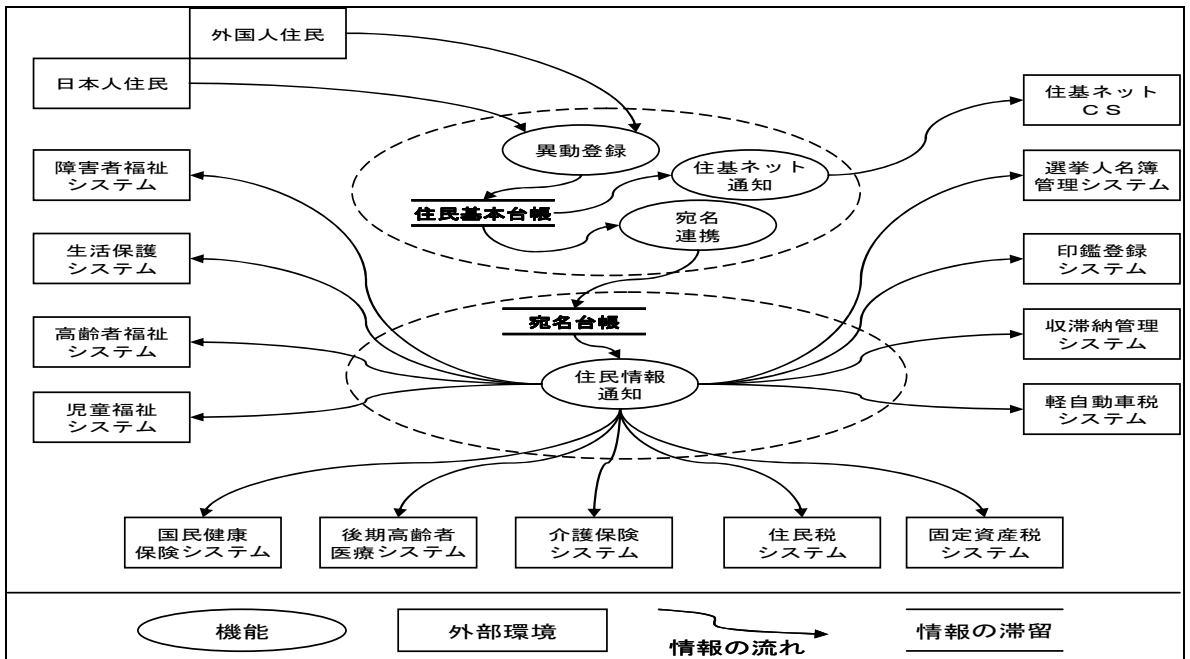 外国人住民
日本人住民
異動登録
住基ネット
通知
住民基本台帳
宛名
連携
宛名台帳
住民情報
通知
障害者福祉
システム
生活保護
システム
高齢者福祉
システム
児童福祉
システム
住基ネット
CS
選挙人名簿
管理システム
印鑑登録
システム
収滞納管理
システム
軽自動車税
システム
国民健康
保険システム
後期高齢者
医療システム
介護保険
システム
住民税
システム
固定資産税
システム
機能
外部環境
情報の流れ
情報の滞留